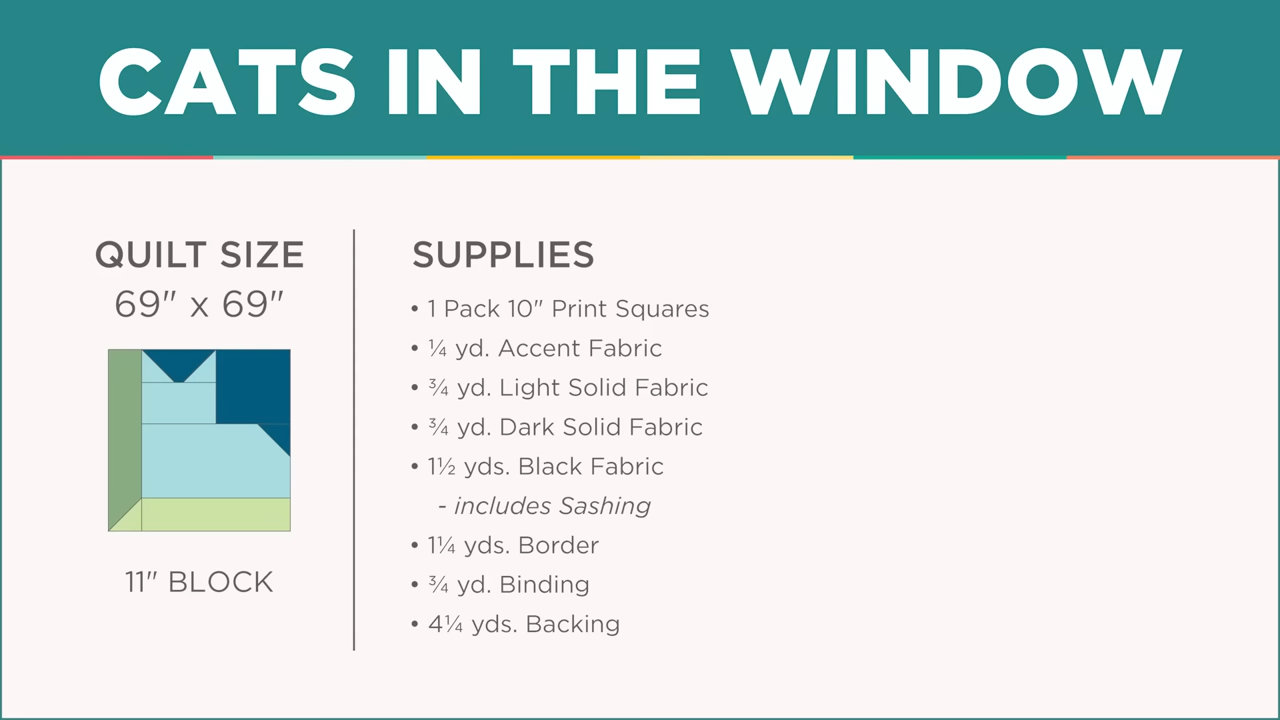 CATS IN THE WINDOW
QUILT SIZE
69" x 69"
11" BLOCK
SUPPLIES
• 1 Pack 10" Print Squares
• ¼ yd. Accent Fabric
• ¾ yd. Light Solid Fabric
• ¾ yd. Dark Solid Fabric
• 1½ yds. Black Fabric
- includes Sashing
• 1¼ yds. Border
• ¾ yd. Binding
• 4¼ yds. Backing